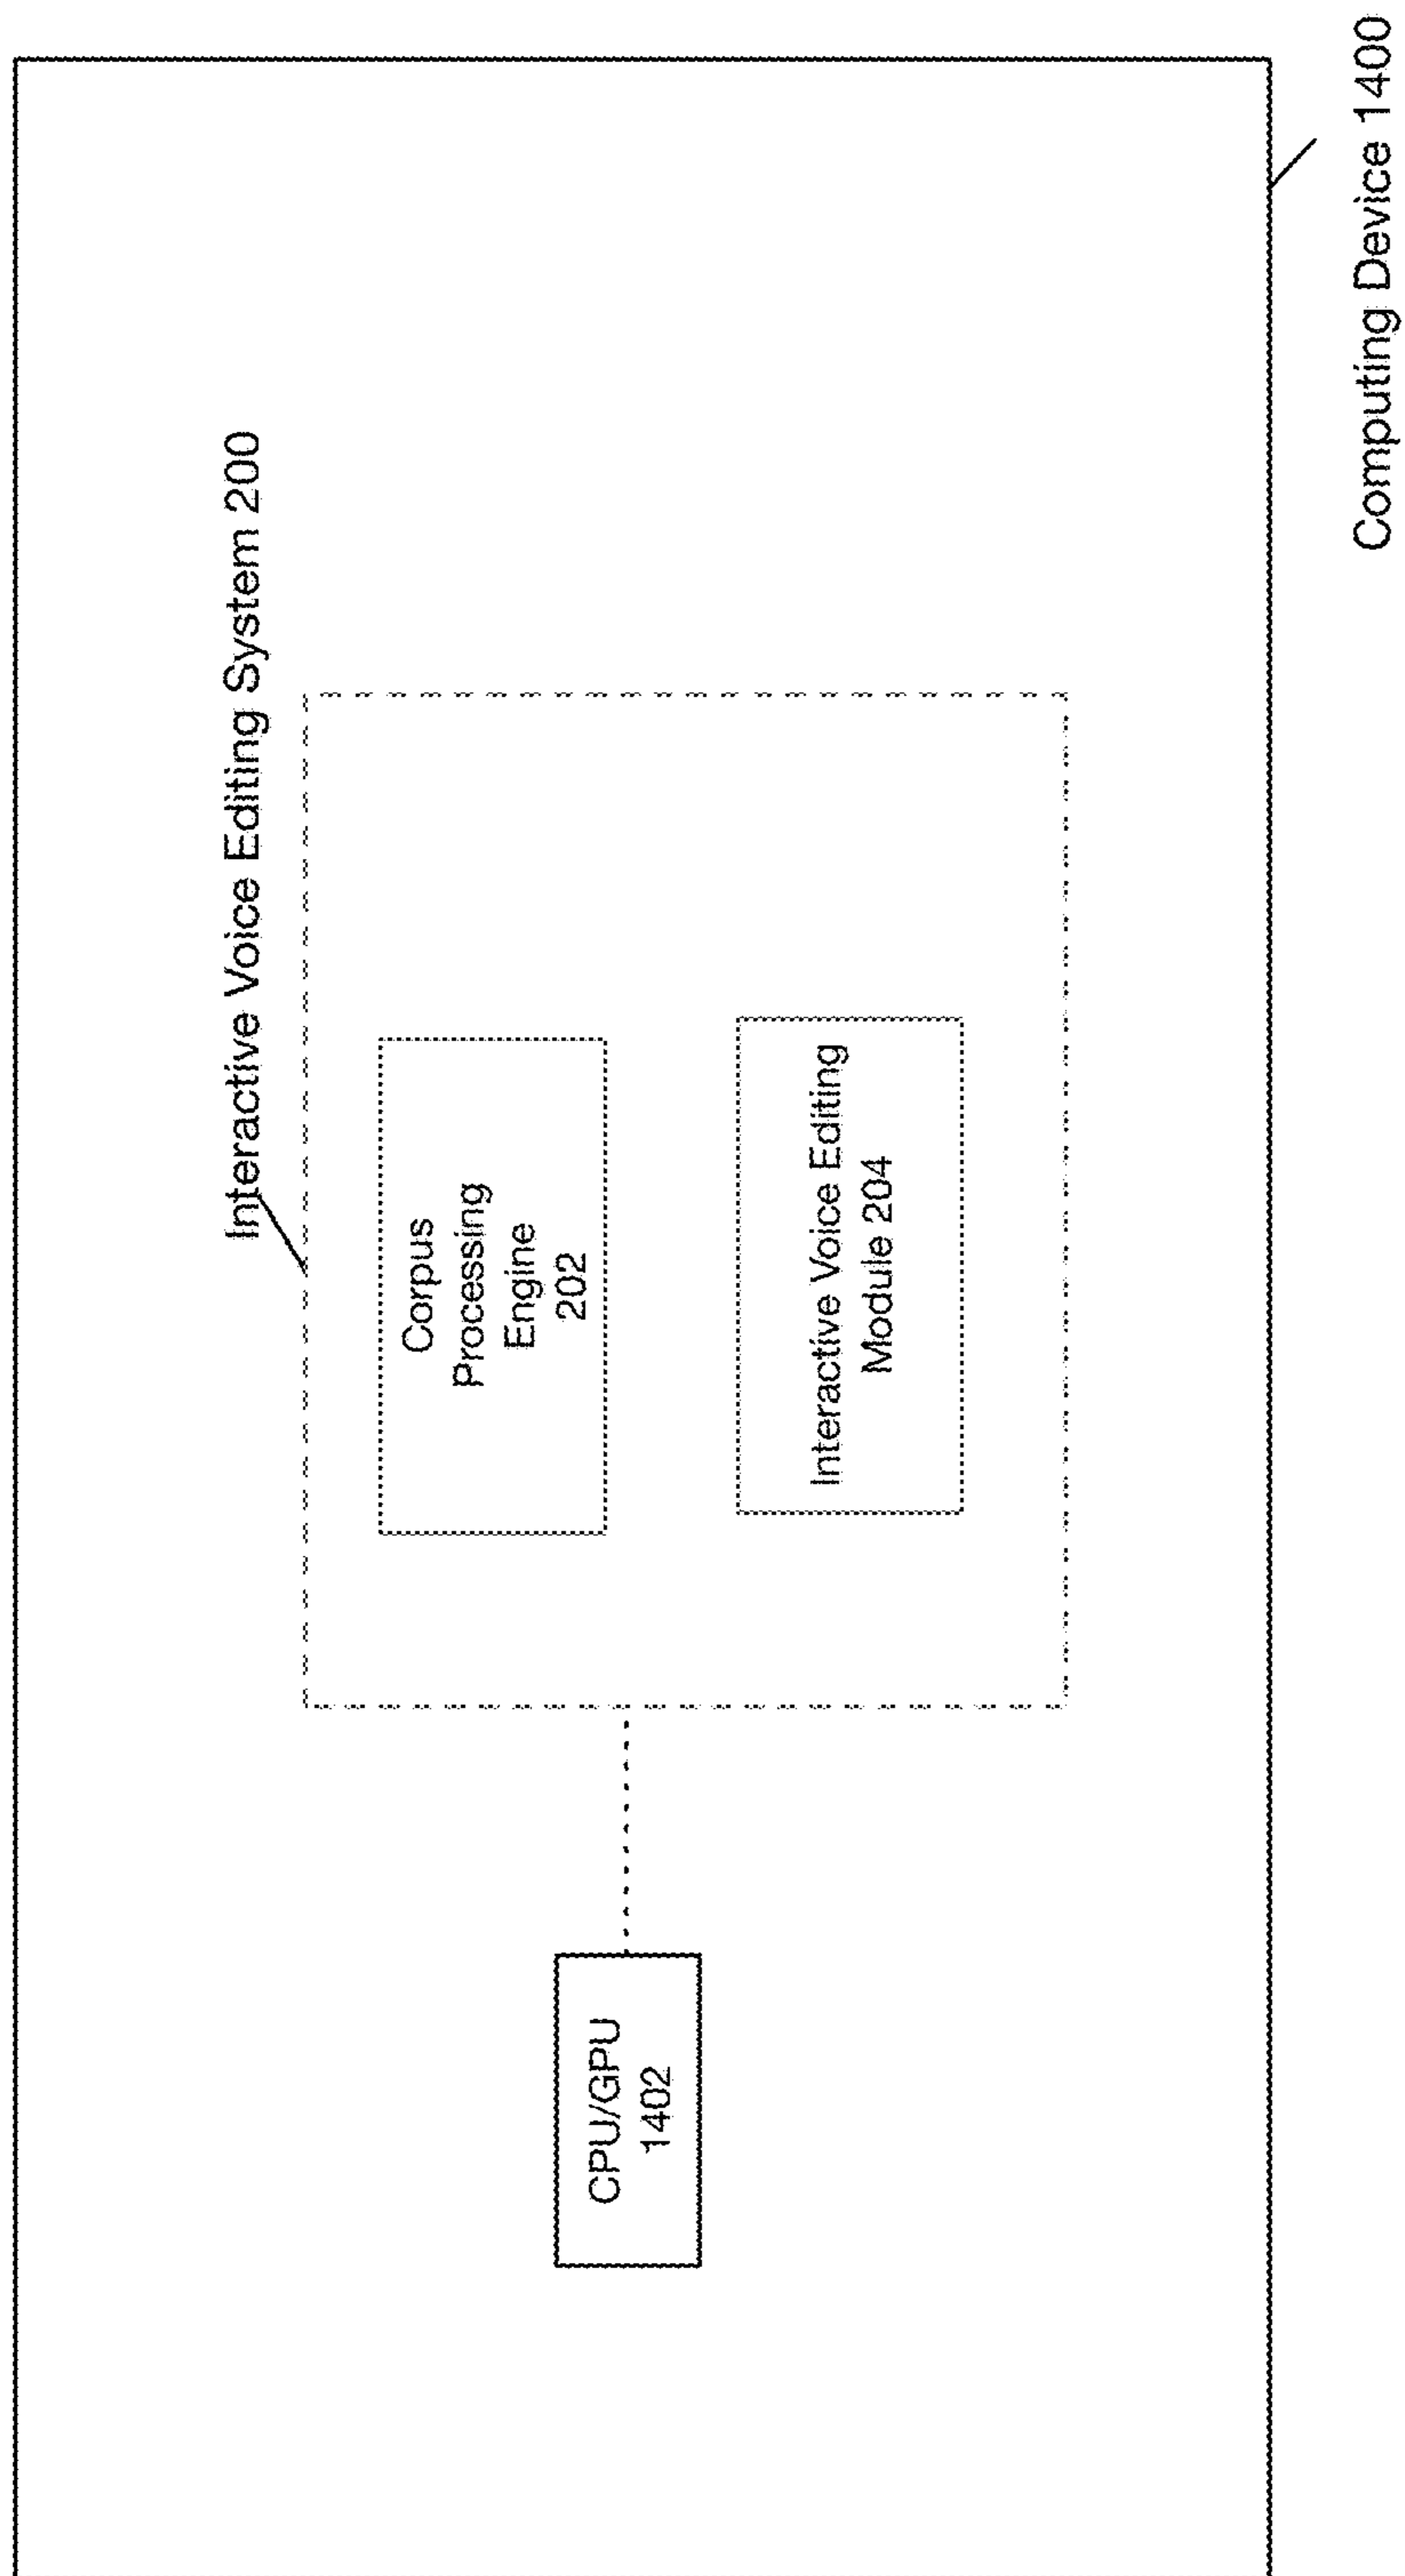 Interactive Voice Editing System 200
Corpus
Processing
Engine
202
CPU/GPU
1402
Interactive Voice Editing
Module 204
Computing Device 1400